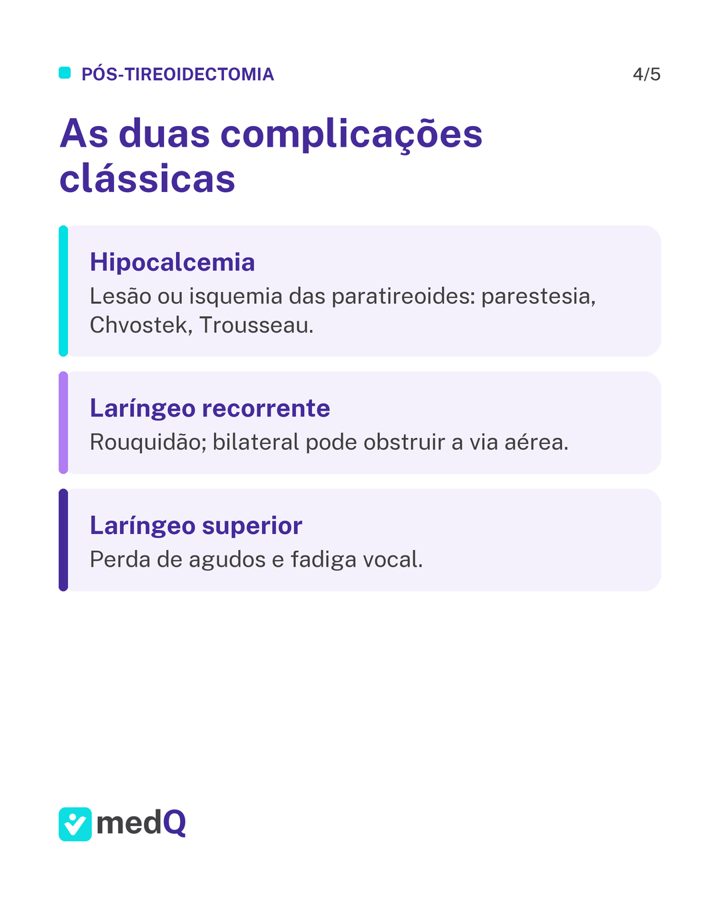 PÓS-TIREOIDECTOMIA
4/5
As duas complicações
clássicas
Hipocalcemia
Lesão ou isquemia das paratireoides: parestesia,
Chvostek, Trousseau.
Laríngeo recorrente
Rouquidão; bilateral pode obstruir a via aérea.
Laríngeo superior
Perda de agudos e fadiga vocal.
medQ